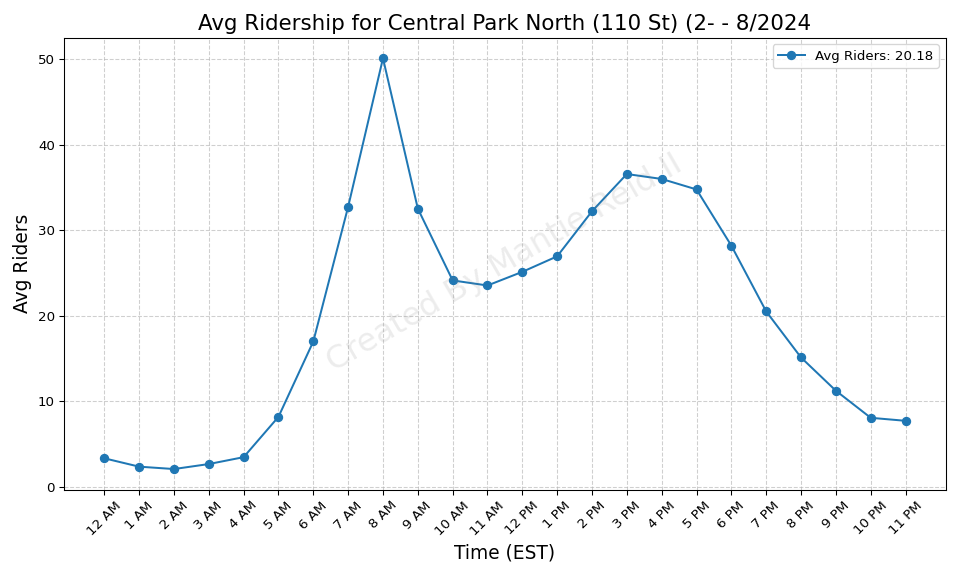 Avg Ridership for Central Park North (110 St) (2- - 8/2024
Avg Riders: 20.18
50
40
30
20
10
0
Avg Riders
Created By Mantie Reid II
12 AM
1 AM
2 AM
3 AM
4 AM
5 AM
6 AM
7 AM
8 AM
9 AM
10 AM
11 AM
12 PM
1 PM
2 PM
3 PM
4 PM
5 PM
6 PM
7 PM
8 PM
9 PM
10 PM
11 PM
Time (EST)